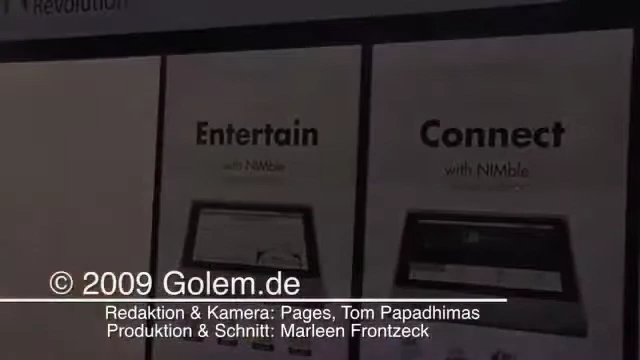 Revolution
Entertain
with NIMble
Connect
with NIMble
© 2009 Golem.de
Redaktion & Kamera: Pages, Tom Papadhimas
Produktion & Schnitt: Marleen Frontzeck